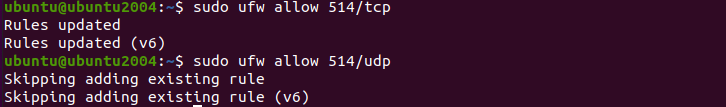 ubuntu@ubuntu2004:~$ sudo ufw allow 514/tcp
Rules updated
Rules updated (v6)
ubuntu@ubuntu2004:~$ sudo ufw allow 514/udp
Skipping adding existing rule
Skipping adding existing rule (v6)